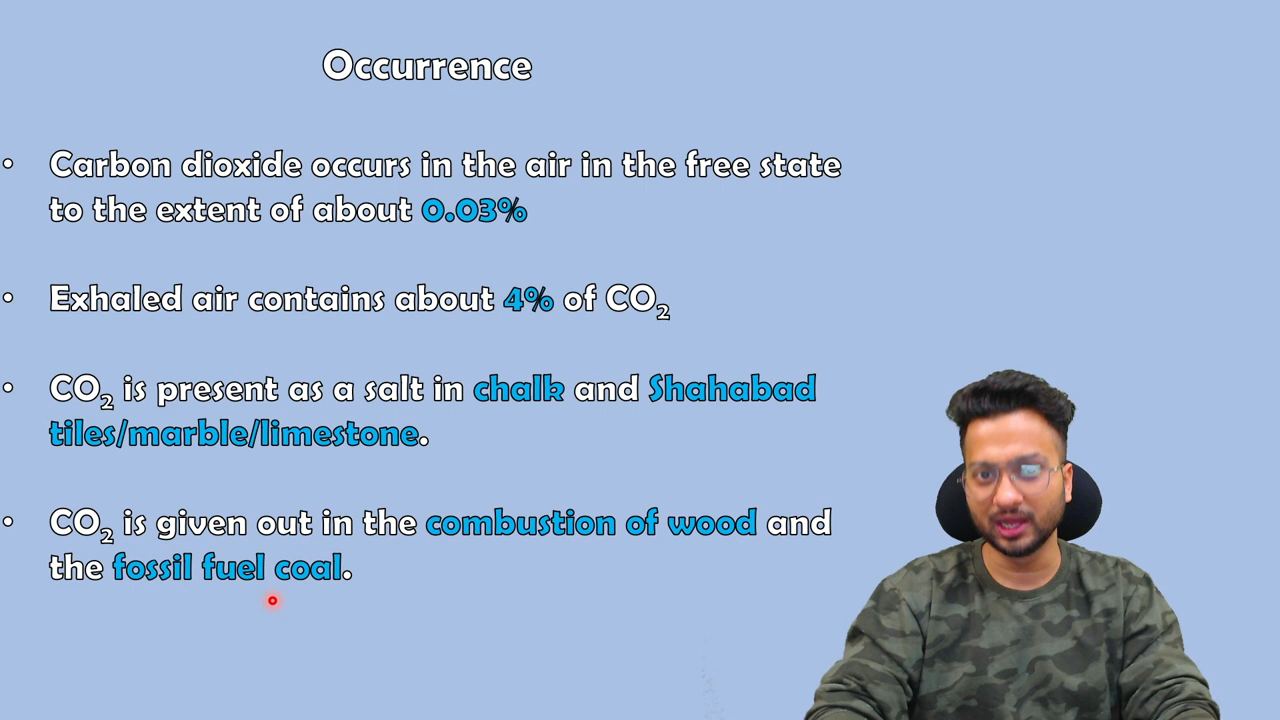 Occurrence
• Carbon dioxide occurs in the air in the free state
to the extent of about 0.03%
• Exhaled air contains about 4% of CO₂
• CO₂ is present as a salt in chalk and Shahabad
tiles/marble/limestone.
• CO₂ is given out in the combustion of wood and
the fossil fuel coal.